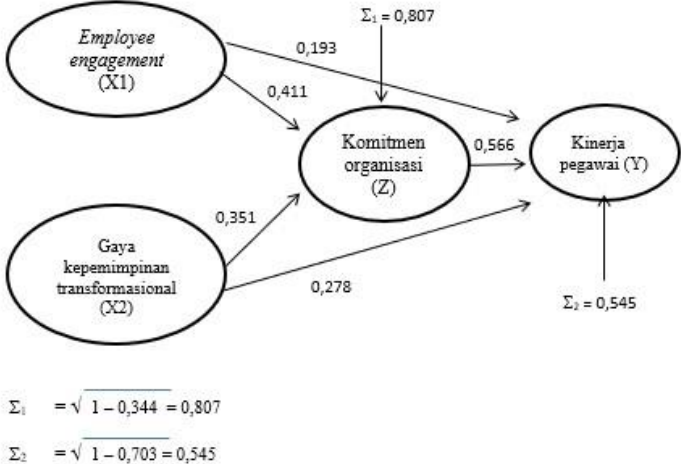 Σ₁ = 0,807
Employee
engagement
(X1)
0,193
0,411
Komitmen
organisasi
(Z)
0,566
Kinerja
pegawai (Y)
0,351
Gaya
kepemimpinan
transformasional
(X2)
0,278
Σ₂ = 0,545
Σ₁ = √ 1 – 0,344 = 0,807
Σ₂ = √ 1 – 0,703 = 0,545